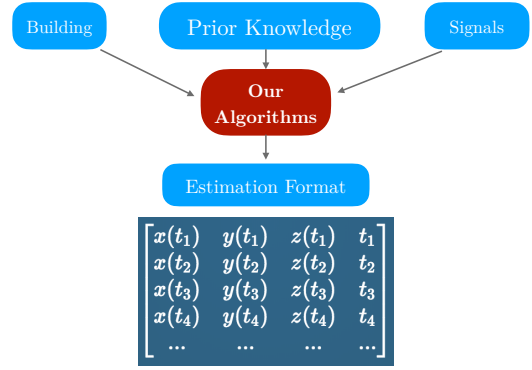 Building
Prior Knowledge
Signals
Our
Algorithms
Estimation Format
x(t₁) y(t₁) z(t₁) t₁
x(t₂) y(t₂) z(t₂) t₂
x(t₃) y(t₃) z(t₃) t₃
x(t₄) y(t₄) z(t₄) t₄
... ... ... ...